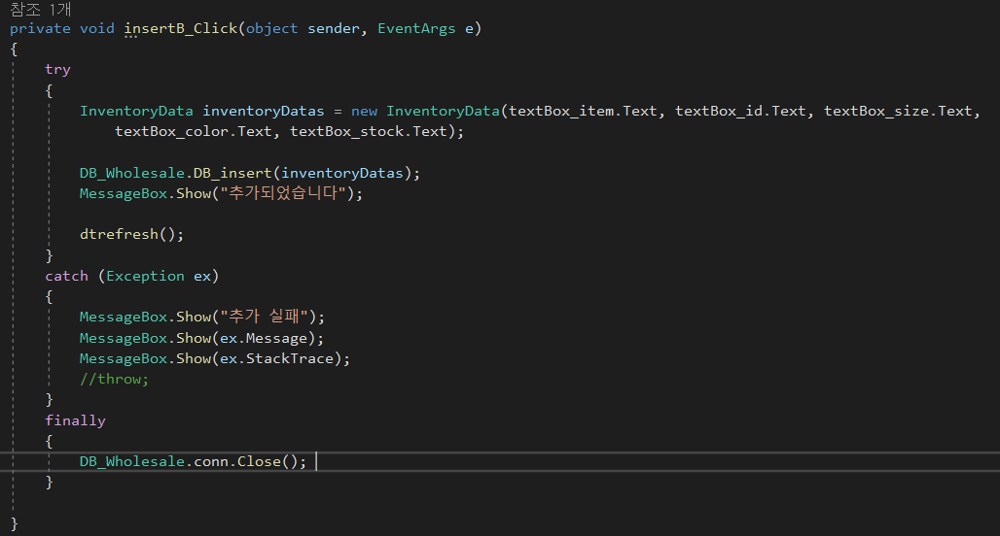 참조 1개
private void insertB_Click(object sender, EventArgs e)
{
try
{
InventoryData inventoryDatas = new InventoryData(textBox_item.Text, textBox_id.Text, textBox_size.Text,
textBox_color.Text, textBox_stock.Text);
DB_Wholesale.DB_insert(inventoryDatas);
MessageBox.Show("추가되었습니다");
dtrefresh();
}
catch (Exception ex)
{
MessageBox.Show("추가 실패");
MessageBox.Show(ex.Message);
MessageBox.Show(ex.StackTrace);
//throw;
}
finally
{
DB_Wholesale.conn.Close();
}
}